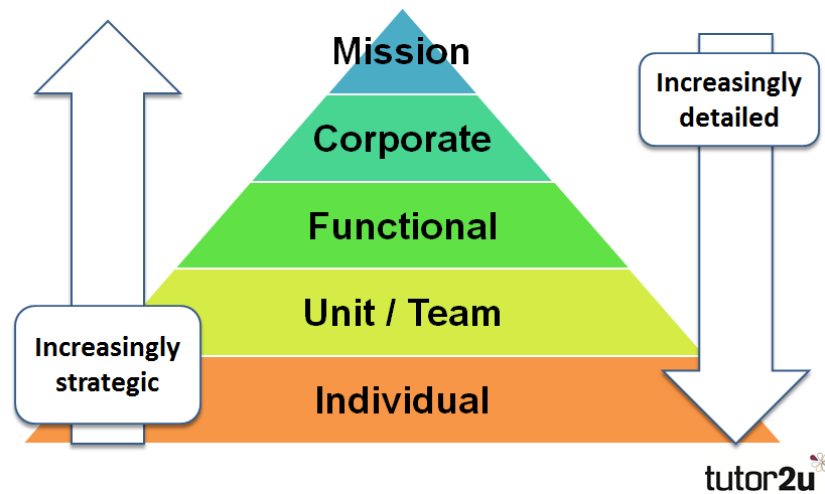 Mission
Increasingly
detailed
Corporate
Functional
Unit / Team
Increasingly
strategic
Individual
tutor2u